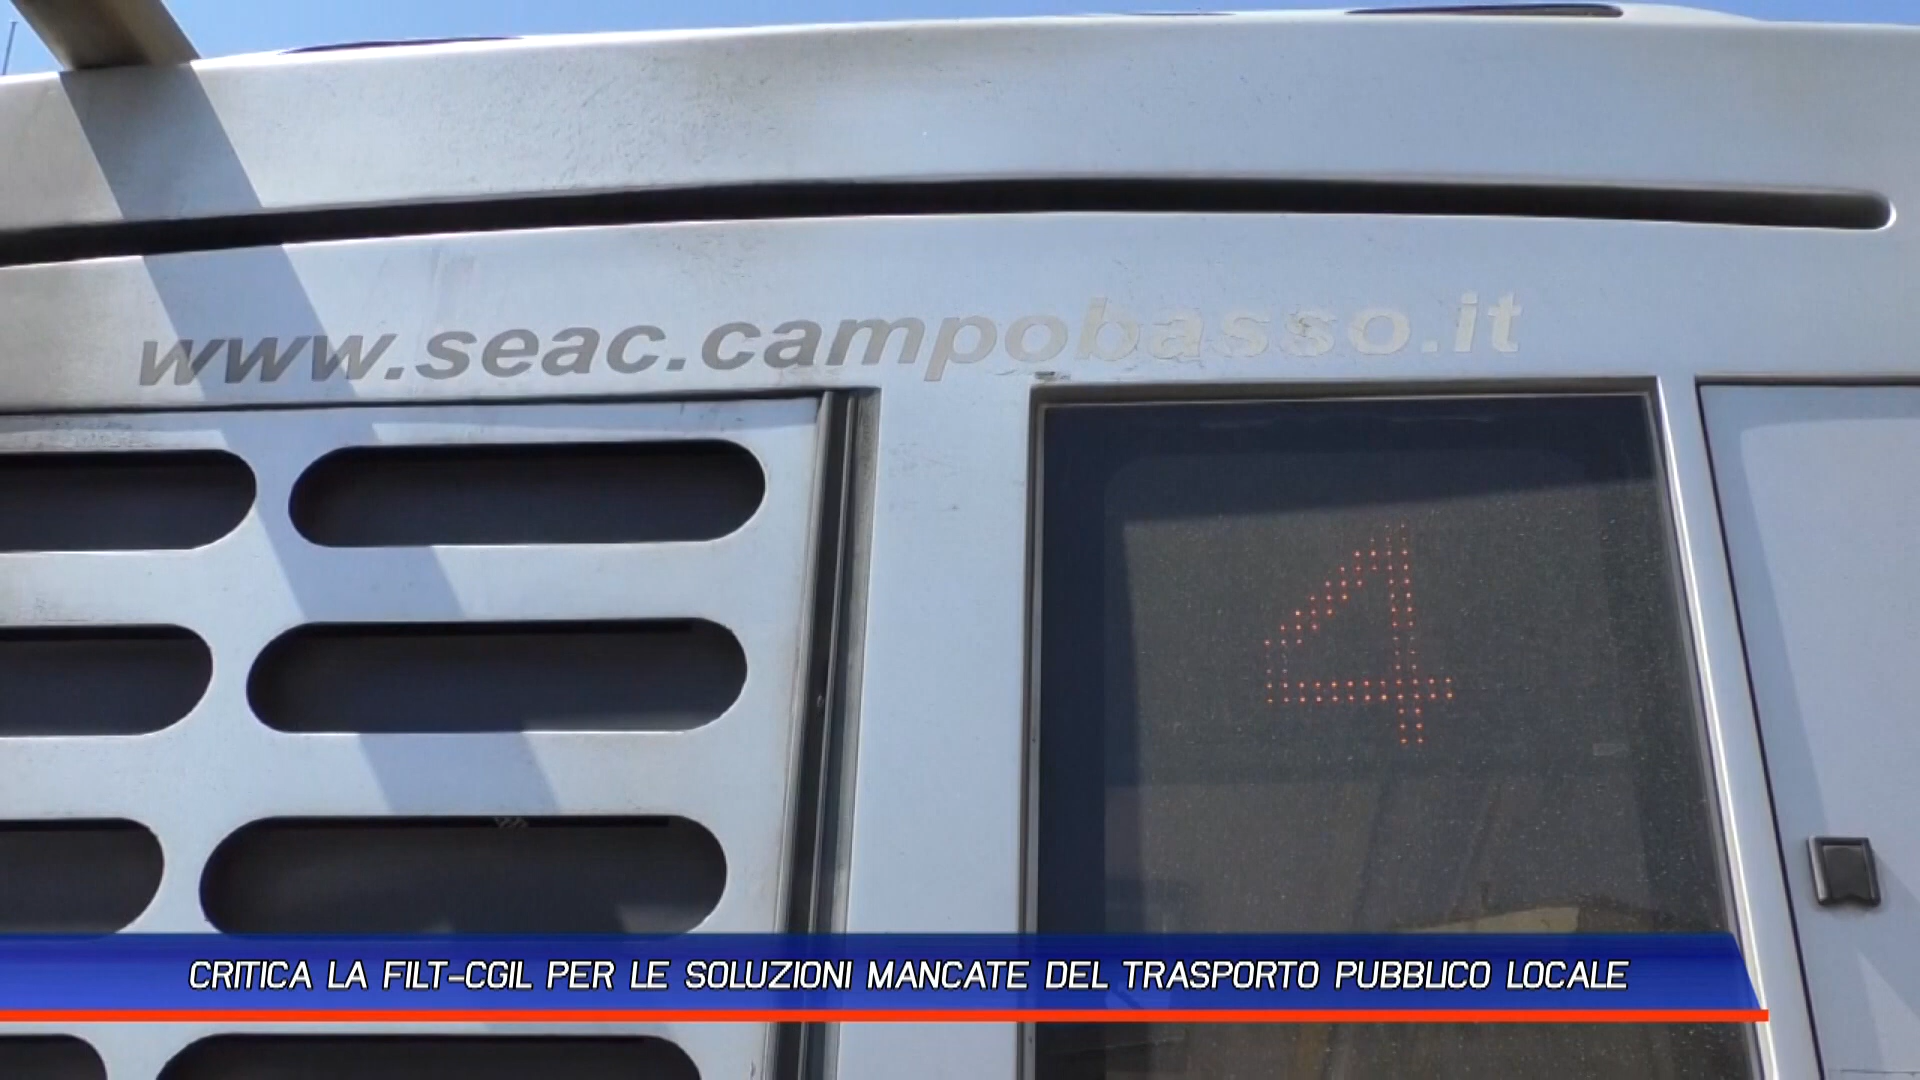 www.seac.campobasso.it
4
CRITICA LA FILT-CGIL PER LE SOLUZIONI MANCATE DEL TRASPORTO PUBBLICO LOCALE